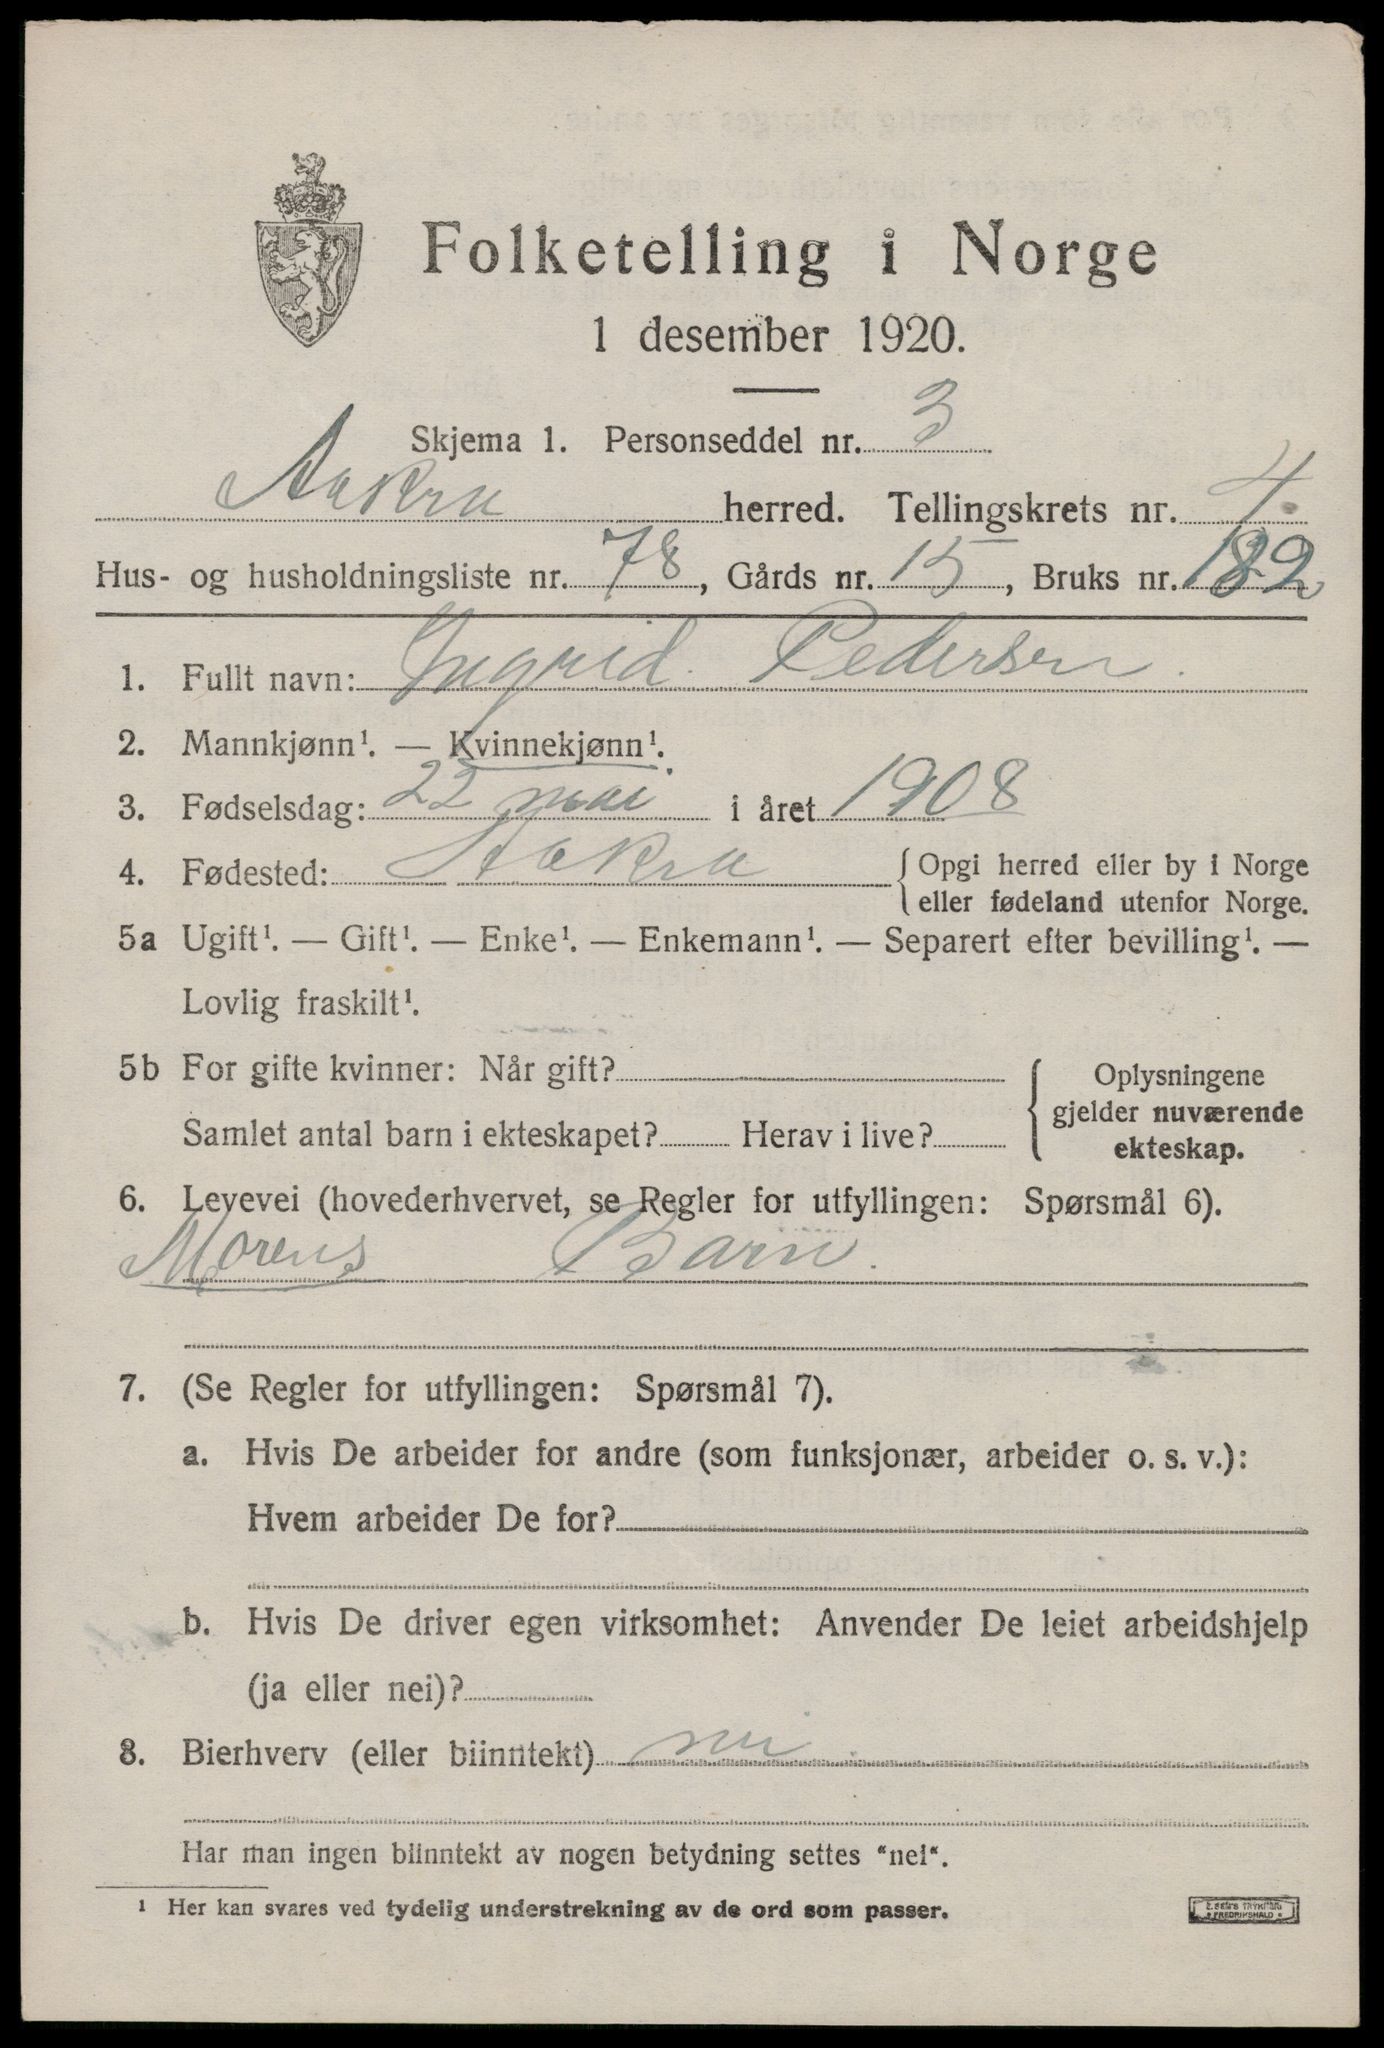 Folketelling i Norge
1 desember 1920.
Skjema 1. Personseddel nr. 3
Aakra herred. Tellingskrets nr. 4.
Hus- og husholdningsliste nr. 78, Gårds nr. 15, Bruks nr. 182
1. Fullt navn: Ingrid Pedersen.
2. Mannkjønn¹. — Kvinnekjønn¹.
3. Fødselsdag: 22 mai i året 1908
4. Fødested: Aakra { Opgi herred eller by i Norge
eller fødeland utenfor Norge.
5a Ugift¹. — Gift¹. — Enke¹. — Enkemann¹. — Separert efter bevilling¹. —
Lovlig fraskilt¹.
5b For gifte kvinner: Når gift?
Samlet antal barn i ekteskapet? Herav i live?
{ Oplysningene
gjelder nuværende
ekteskap.
6. Levevei (hovederhvervet, se Regler for utfyllingen: Spørsmål 6).
Morens Barn.
7. (Se Regler for utfyllingen: Spørsmål 7).
a. Hvis De arbeider for andre (som funksjonær, arbeider o. s. v.):
Hvem arbeider De for?
b. Hvis De driver egen virksomhet: Anvender De leiet arbeidshjelp
(ja eller nei)?
8. Bierhverv (eller biinntekt) nei.
Har man ingen biinntekt av nogen betydning settes "nei".
¹ Her kan svares ved tydelig understrekning av de ord som passer.
FREDRIKSHALD